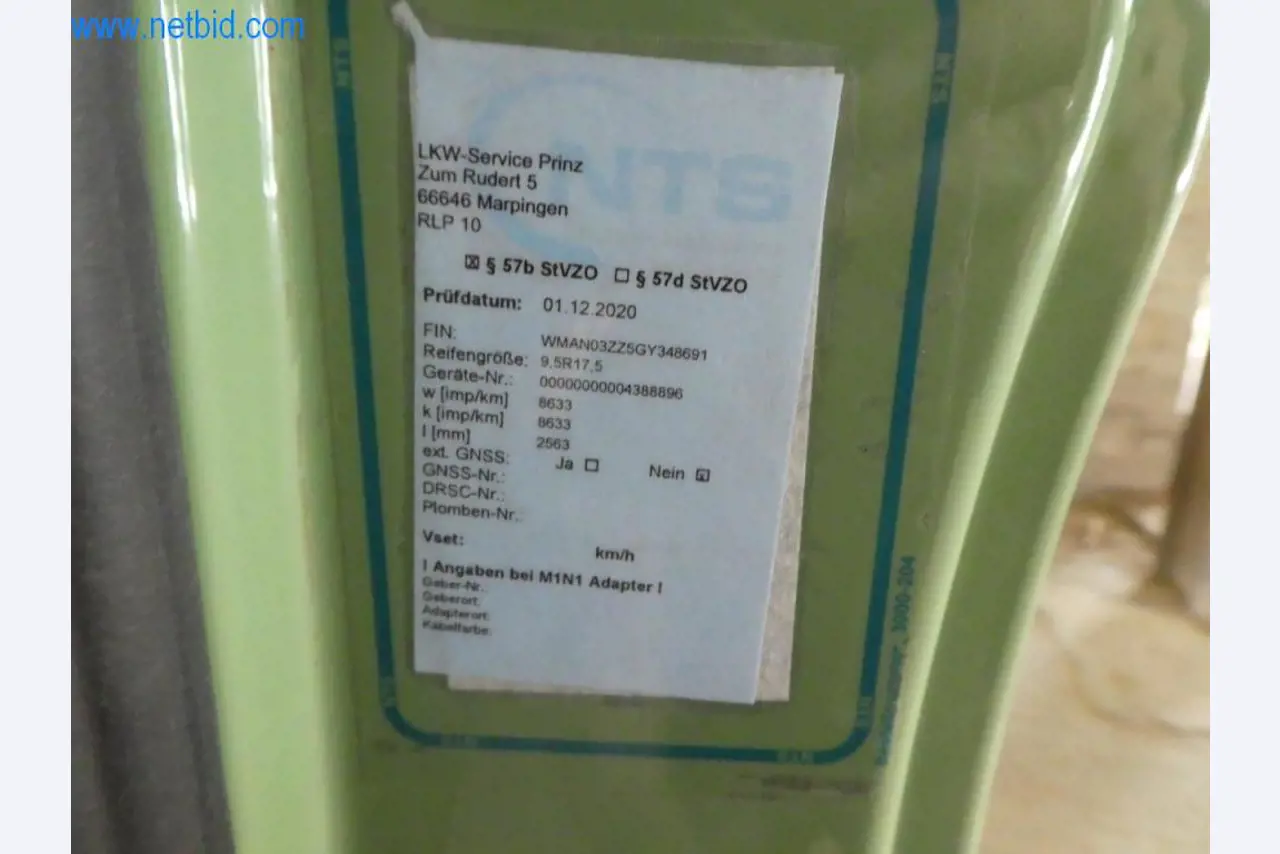 www.netbid.com
LKW-Service Prinz
Zum Rudert 5
66646 Marpingen
RLP 10
NTS
☒ § 57b StVZO ☐ § 57d StVZO
Prüfdatum: 01.12.2020
FIN: WMAN03ZZ5GY348691
Reifengröße: 9,5R17,5
Geräte-Nr.: 00000000004388896
w [imp/km] 8633
k [imp/km] 8633
l [mm] 2563
ext. GNSS: Ja ☐ Nein ☒
GNSS-Nr.:
DRSC-Nr.:
Plomben-Nr.:
Vset: km/h
! Angaben bei M1N1 Adapter !
Geber-Nr.:
Geberort:
Adapterort:
Kabelfarbe:
3000-204